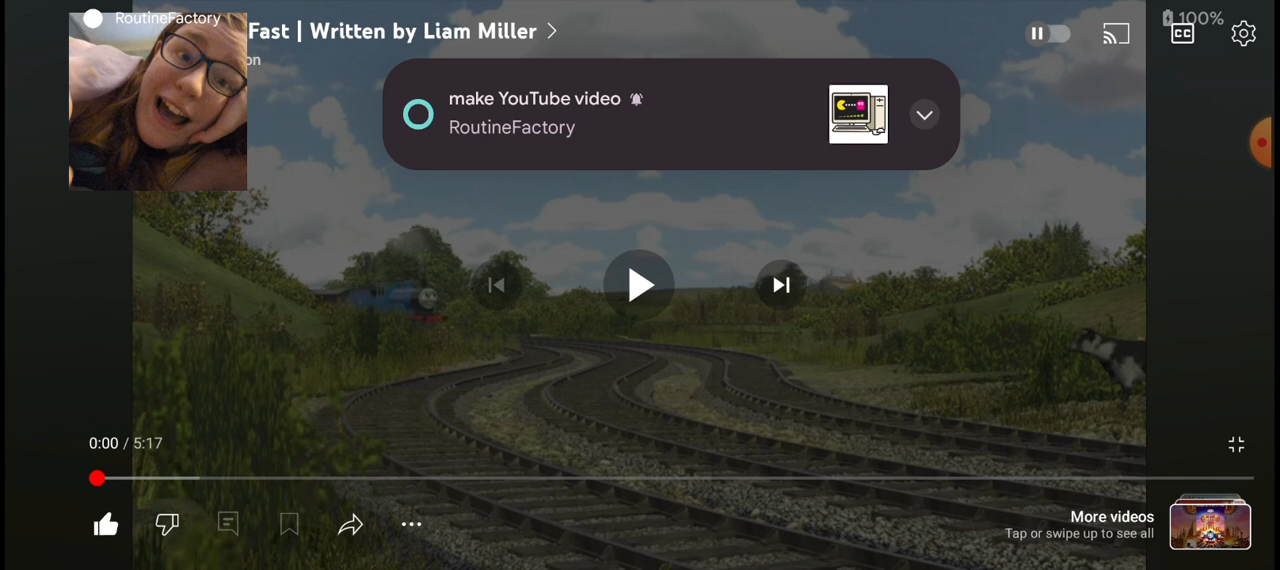 RoutineFactory
100%
Fast | Written by Liam Miller
on
CC
make YouTube video
RoutineFactory
0:00 / 5:17
More videos
Tap or swipe up to see all